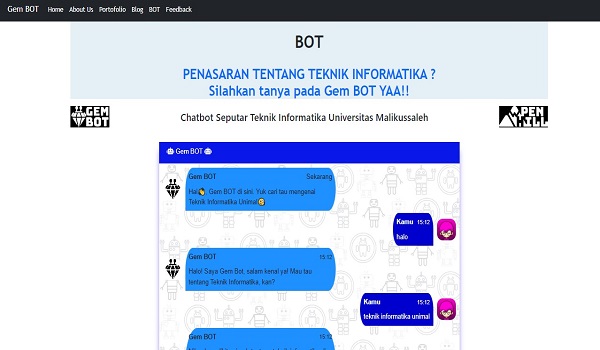 Gem BOT Home About Us Portofolio Blog BOT Feedback
BOT
PENASARAN TENTANG TEKNIK INFORMATIKA ?
Silahkan tanya pada Gem BOT YAA!!
GEM
BOT
Chatbot Seputar Teknik Informatika Universitas Malikussaleh
PEN
ILL
Gem BOT
Gem BOT Sekarang
Hai, Gem BOT di sini. Yuk cari tau mengenai
Teknik Informatika Unimal
Kamu 15:12
halo
Gem BOT 15:12
Halo! Saya Gem Bot, salam kenal ya! Mau tau
tentang Teknik Informatika, kan?
Kamu 15:12
teknik informatika unimal
Gem BOT 15:12